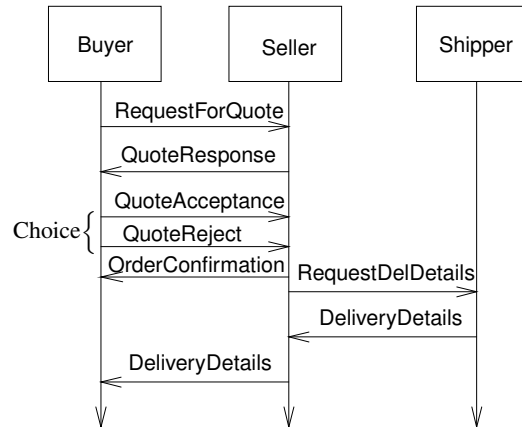 Buyer
Seller
Shipper
RequestForQuote
QuoteResponse
QuoteAcceptance
Choice
QuoteReject
OrderConfirmation
RequestDelDetails
DeliveryDetails
DeliveryDetails